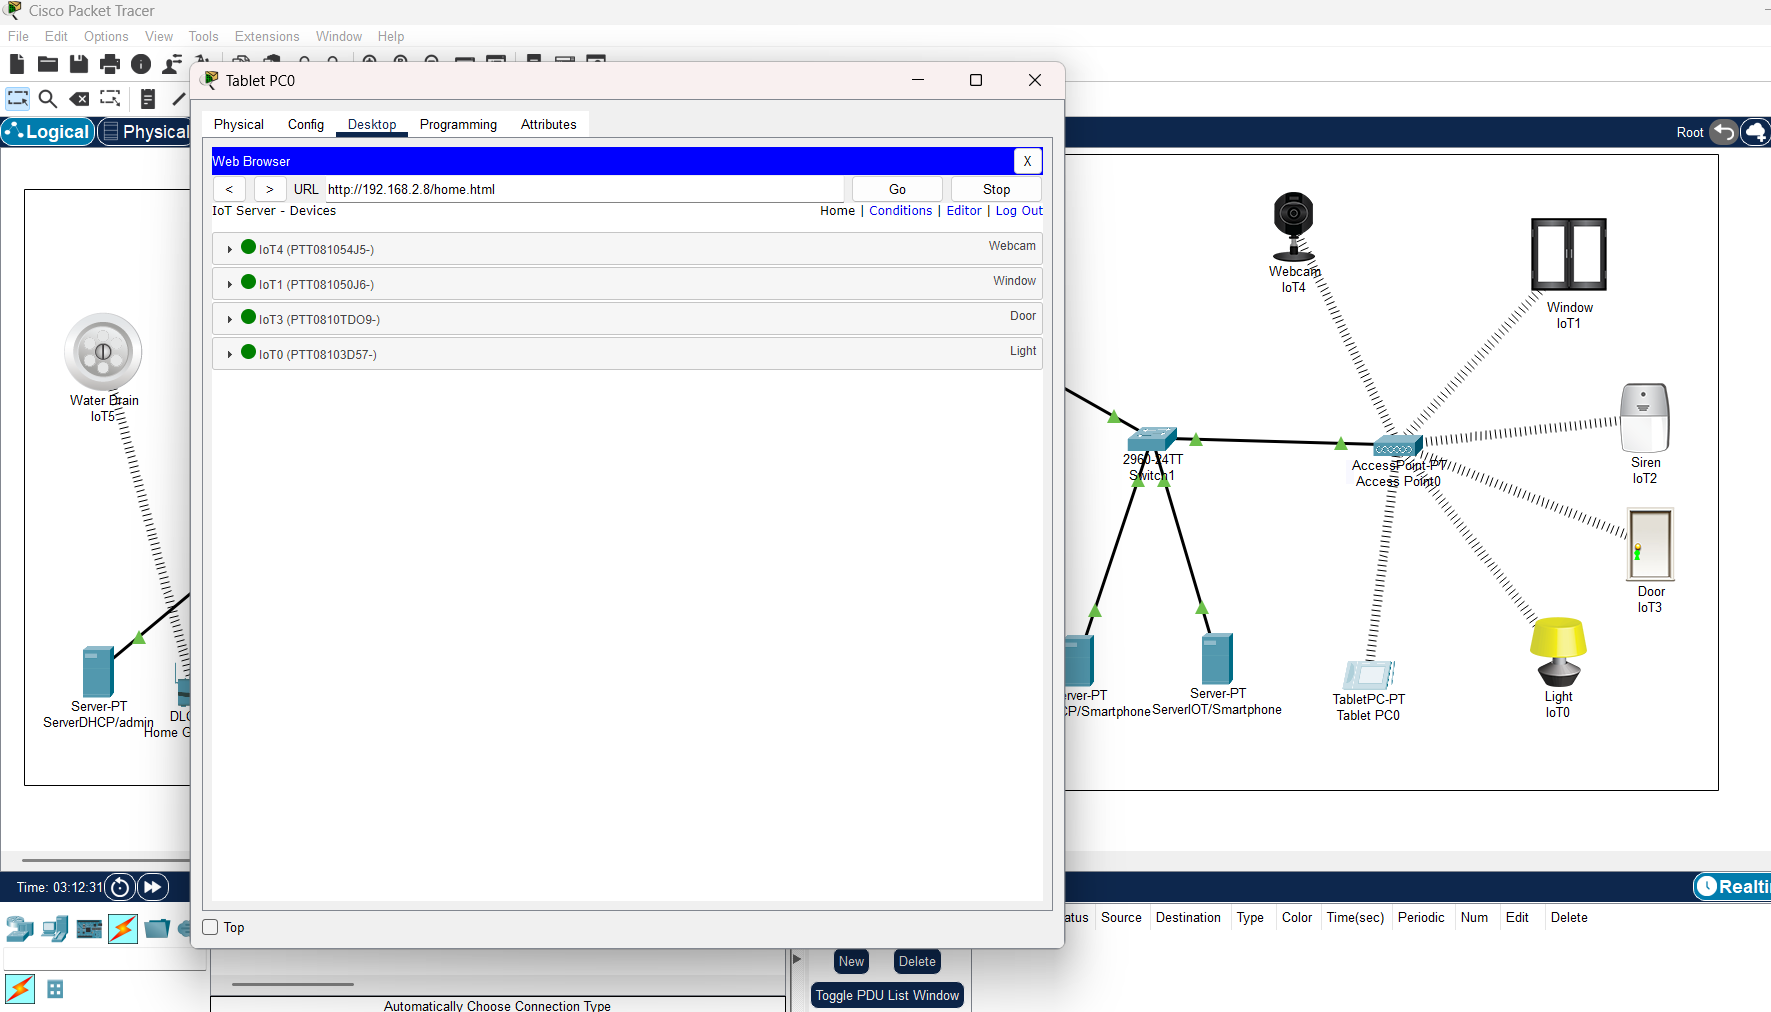 Cisco Packet Tracer
File Edit Options View Tools Extensions Window Help
Tablet PC0
Physical Config Desktop Programming Attributes
Logical Physical
Root
Web Browser X
< > URL http://192.168.2.8/home.html Go Stop
IoT Server - Devices Home | Conditions | Editor | Log Out
IoT4 (PTT081054J5-) Webcam
IoT1 (PTT081050J6-) Window
IoT3 (PTT0810TDO9-) Door
IoT0 (PTT08103D57-) Light
Webcam
IoT4
Window
IoT1
Water Drain
IoT5
2960-24TT
Switch1
AccessPoint-PT
Access Point0
Siren
IoT2
Door
IoT3
Server-PT
ServerDHCP/admin
DLC
Home G
rver-PT
CP/Smartphone
Server-PT
ServerIOT/Smartphone
TabletPC-PT
Tablet PC0
Light
IoT0
Time: 03:12:31
Realti
Top
atus Source Destination Type Color Time(sec) Periodic Num Edit Delete
New Delete
Toggle PDU List Window
Automatically Choose Connection Type